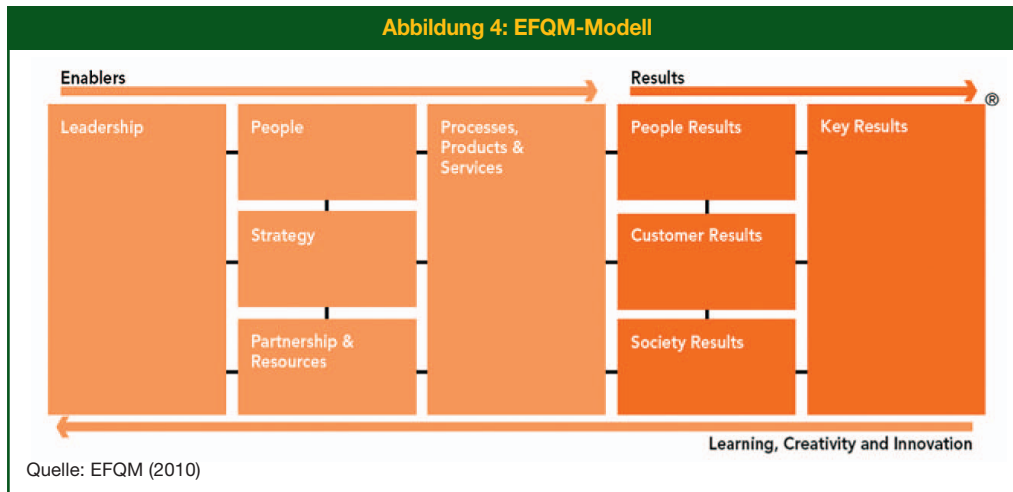 Abbildung 4: EFQM-Modell
Enablers
Results
®
Leadership
People
Processes,
Products &
Services
People Results
Key Results
Strategy
Customer Results
Partnership &
Resources
Society Results
Learning, Creativity and Innovation
Quelle: EFQM (2010)